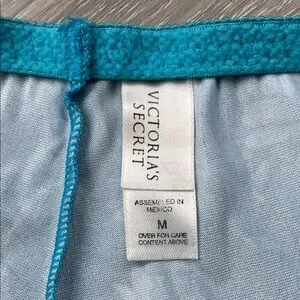 VICTORIA'S
SECRET
ASSEMBLED IN
MEXICO
M
OVER FOR CARE
CONTENT ABOVE